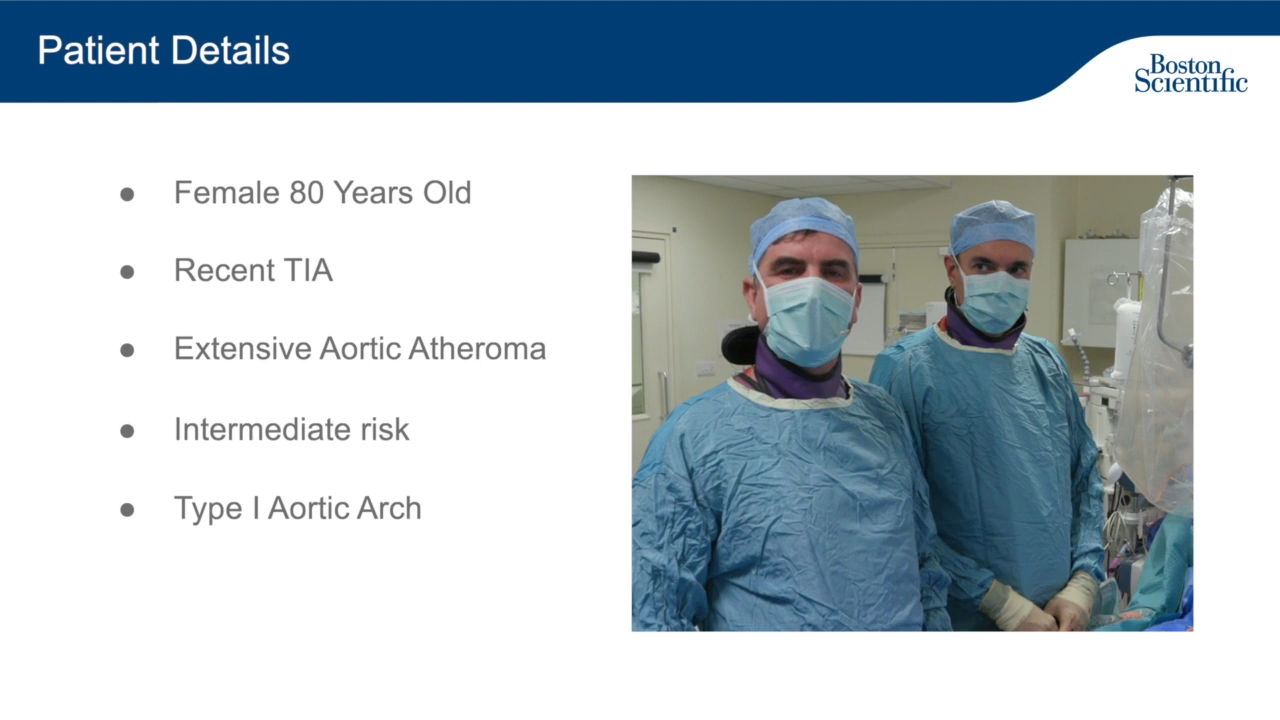 Patient Details
Boston
Scientific
● Female 80 Years Old
● Recent TIA
● Extensive Aortic Atheroma
● Intermediate risk
● Type I Aortic Arch